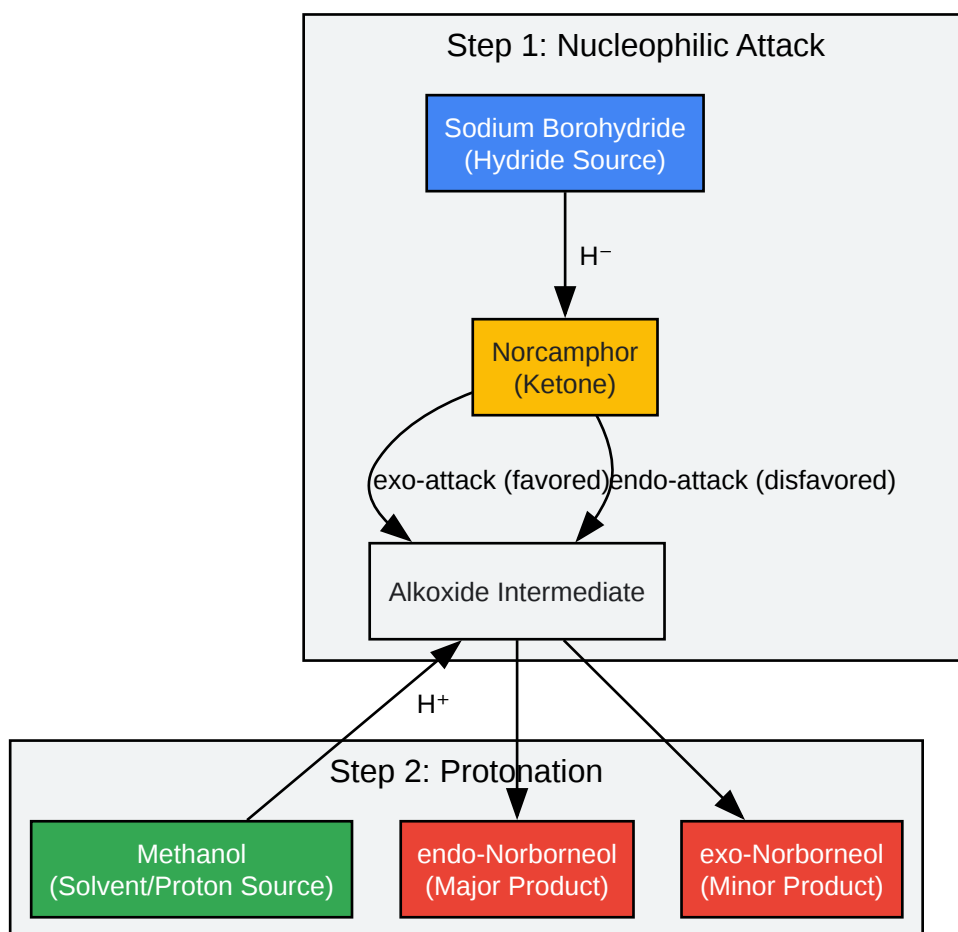 Step 1: Nucleophilic Attack
Sodium Borohydride
(Hydride Source)
H⁻
Norcamphor
(Ketone)
exo-attack (favored)
endo-attack (disfavored)
Alkoxide Intermediate
H⁺
Step 2: Protonation
Methanol
(Solvent/Proton Source)
endo-Norborneol
(Major Product)
exo-Norborneol
(Minor Product)